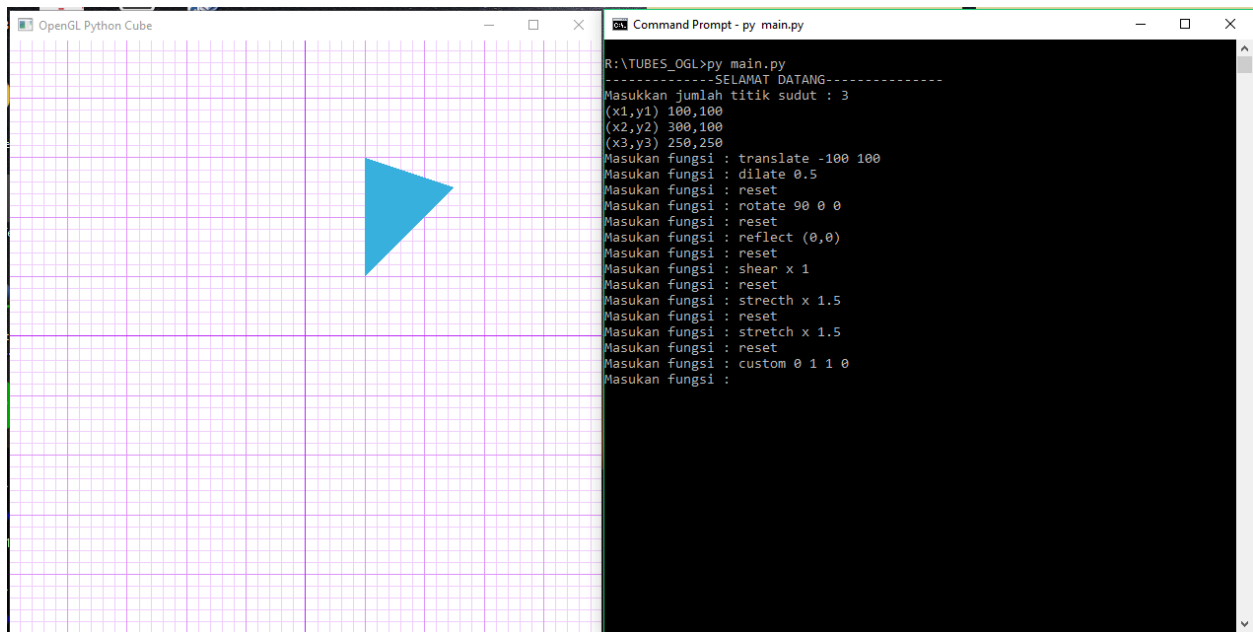 OpenGL Python Cube
Command Prompt - py  main.py
R:\TUBES_OGL>py main.py
--------------SELAMAT DATANG---------------
Masukkan jumlah titik sudut : 3
(x1,y1) 100,100
(x2,y2) 300,100
(x3,y3) 250,250
Masukan fungsi : translate -100 100
Masukan fungsi : dilate 0.5
Masukan fungsi : reset
Masukan fungsi : rotate 90 0 0
Masukan fungsi : reset
Masukan fungsi : reflect (0,0)
Masukan fungsi : reset
Masukan fungsi : shear x 1
Masukan fungsi : reset
Masukan fungsi : strecth x 1.5
Masukan fungsi : reset
Masukan fungsi : stretch x 1.5
Masukan fungsi : reset
Masukan fungsi : custom 0 1 1 0
Masukan fungsi :